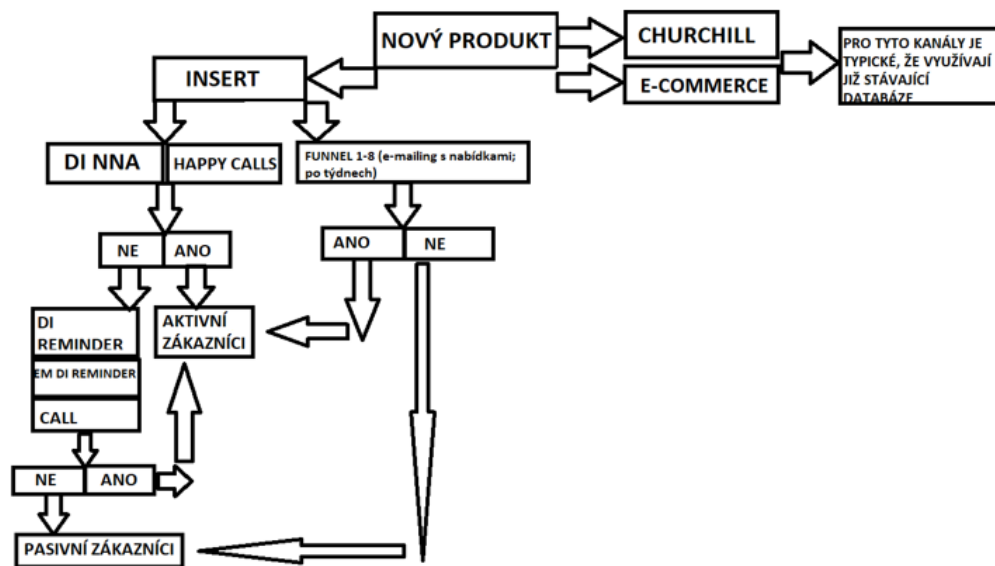 NOVÝ PRODUKT
CHURCHILL
PRO TYTO KANÁLY JE
TYPICKÉ, ŽE VYUŽÍVAJÍ
JIŽ STÁVAJÍCÍ
DATABÁZE
INSERT
E-COMMERCE
DI NNA
HAPPY CALLS
FUNNEL 1-8 (e-mailing s nabídkami;
po týdnech)
NE
ANO
ANO
NE
DI
REMINDER
AKTIVNÍ
ZÁKAZNÍCI
EM DI REMINDER
CALL
NE
ANO
PASIVNÍ ZÁKAZNÍCI